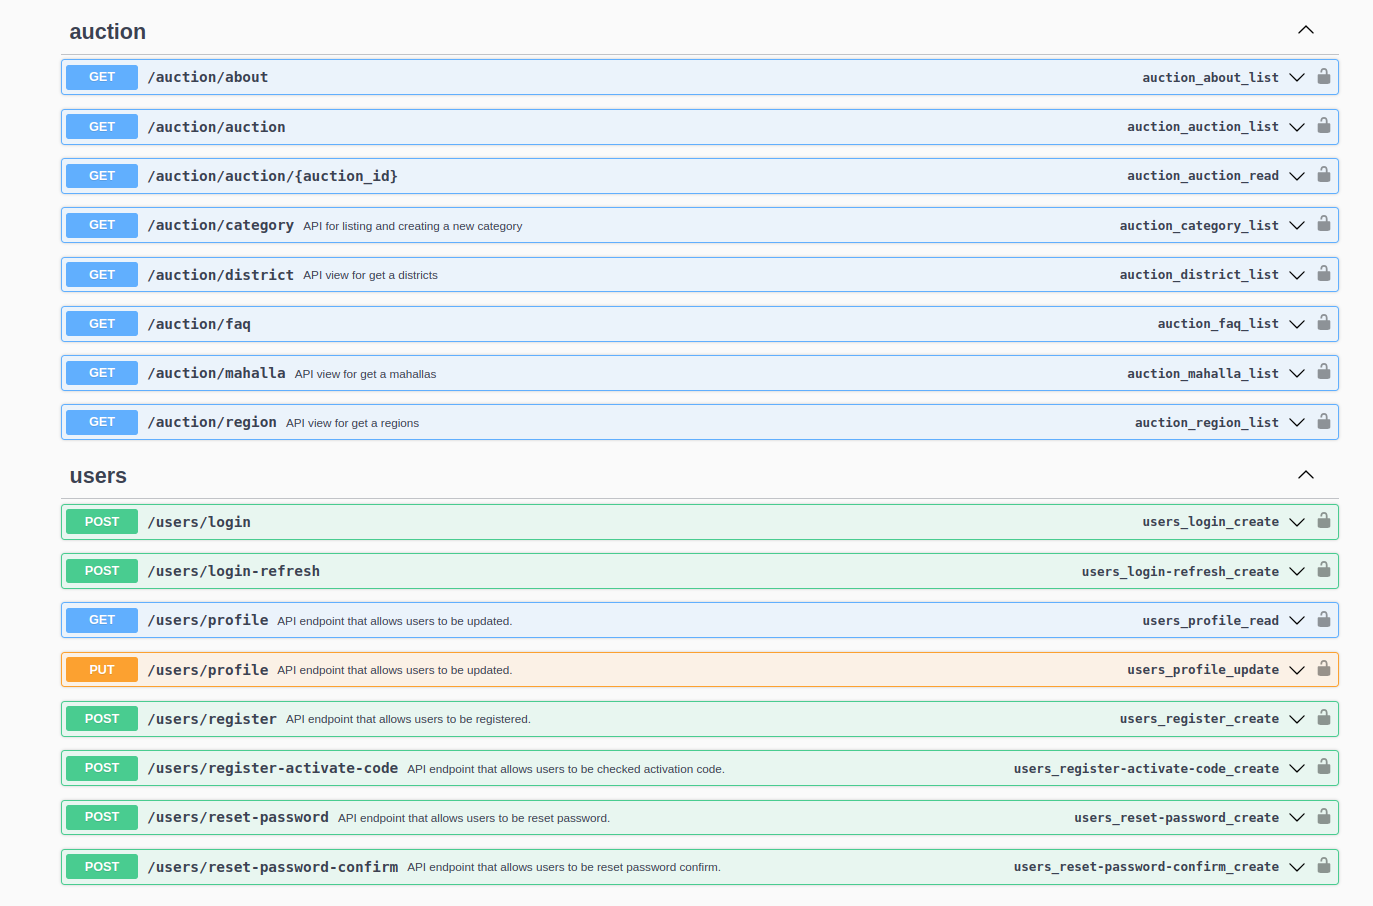 auction
GET /auction/about auction_about_list
GET /auction/auction auction_auction_list
GET /auction/auction/{auction_id} auction_auction_read
GET /auction/category API for listing and creating a new category auction_category_list
GET /auction/district API view for get a districts auction_district_list
GET /auction/faq auction_faq_list
GET /auction/mahalla API view for get a mahallas auction_mahalla_list
GET /auction/region API view for get a regions auction_region_list
users
POST /users/login users_login_create
POST /users/login-refresh users_login-refresh_create
GET /users/profile API endpoint that allows users to be updated. users_profile_read
PUT /users/profile API endpoint that allows users to be updated. users_profile_update
POST /users/register API endpoint that allows users to be registered. users_register_create
POST /users/register-activate-code API endpoint that allows users to be checked activation code. users_register-activate-code_create
POST /users/reset-password API endpoint that allows users to be reset password. users_reset-password_create
POST /users/reset-password-confirm API endpoint that allows users to be reset password confirm. users_reset-password-confirm_create